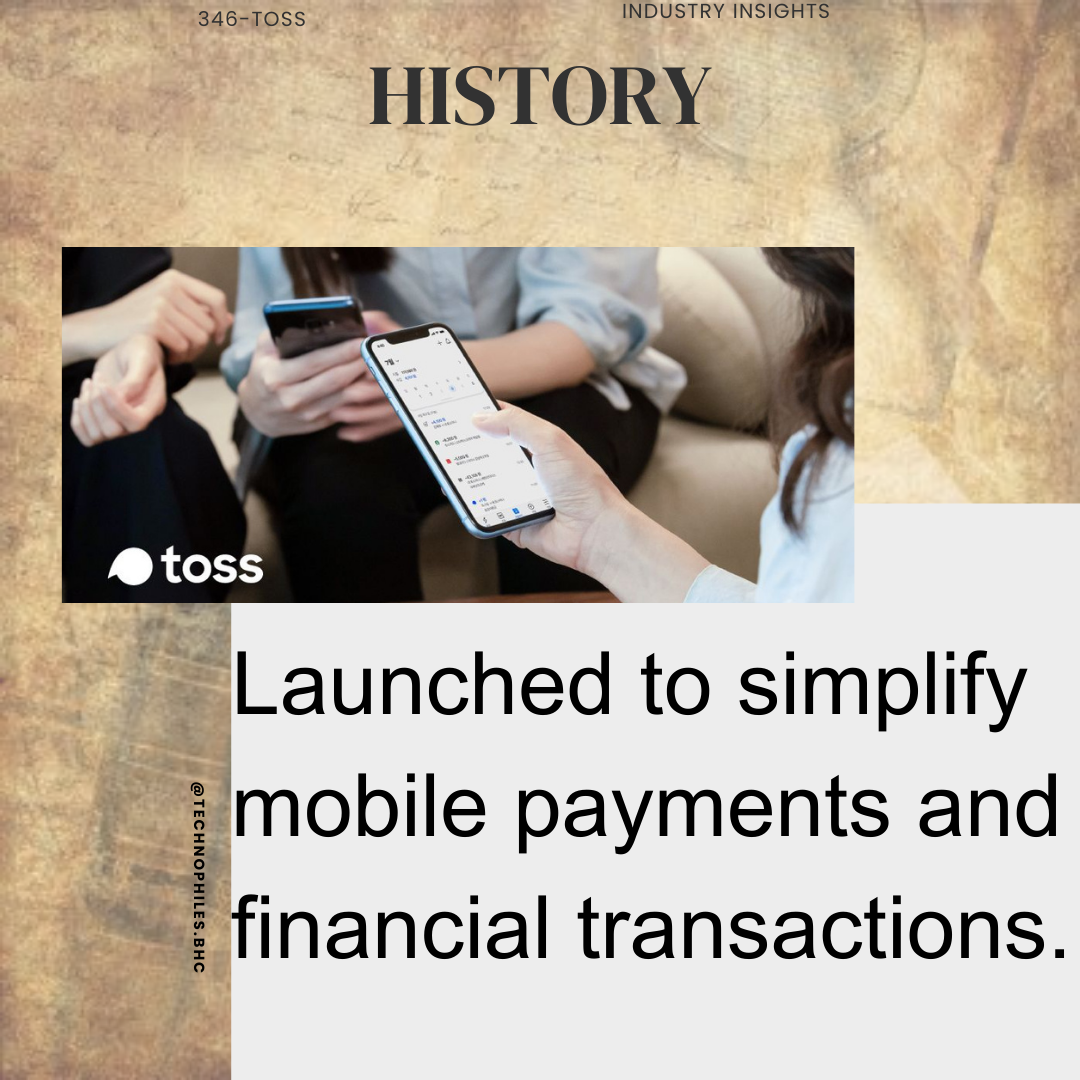 346-TOSS
INDUSTRY INSIGHTS
HISTORY
toss
Launched to simplify
mobile payments and
financial transactions.
@TECHNOPHILES.BHC